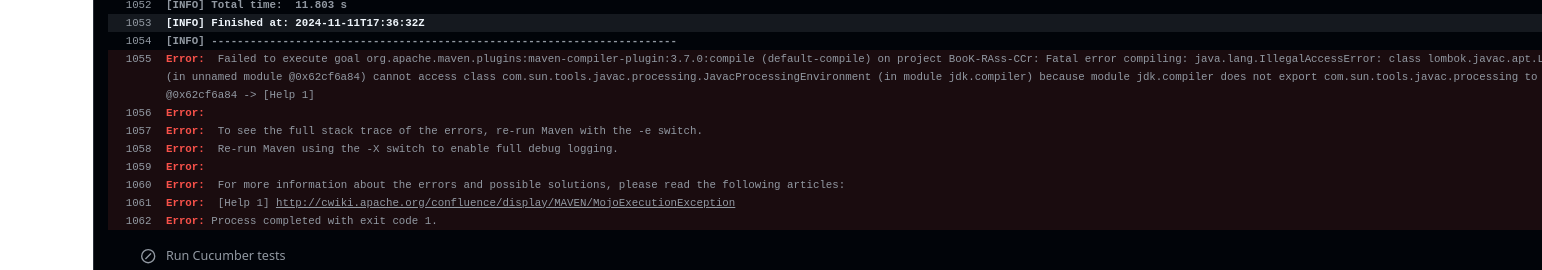 1052 [INFO] Total time:  11.803 s
1053 [INFO] Finished at: 2024-11-11T17:36:32Z
1054 [INFO] ------------------------------------------------------------------------
1055 Error:  Failed to execute goal org.apache.maven.plugins:maven-compiler-plugin:3.7.0:compile (default-compile) on project BooK-RAss-CCr: Fatal error compiling: java.lang.IllegalAccessError: class lombok.javac.apt.L
(in unnamed module @0x62cf6a84) cannot access class com.sun.tools.javac.processing.JavacProcessingEnvironment (in module jdk.compiler) because module jdk.compiler does not export com.sun.tools.javac.processing to
@0x62cf6a84 -> [Help 1]
1056 Error:
1057 Error:  To see the full stack trace of the errors, re-run Maven with the -e switch.
1058 Error:  Re-run Maven using the -X switch to enable full debug logging.
1059 Error:
1060 Error:  For more information about the errors and possible solutions, please read the following articles:
1061 Error:  [Help 1] http://cwiki.apache.org/confluence/display/MAVEN/MojoExecutionException
1062 Error: Process completed with exit code 1.
Run Cucumber tests